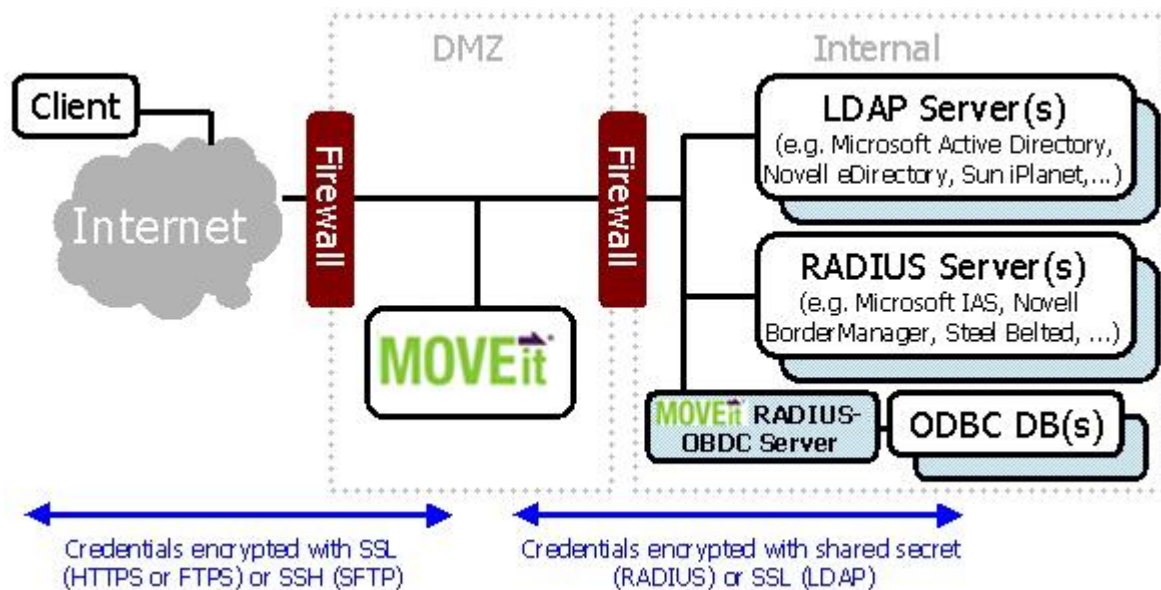 DMZ
Internal
Client
Internet
Firewall
MOVEit
Firewall
LDAP Server(s)
(e.g. Microsoft Active Directory,
Novell eDirectory, Sun iPlanet,...)
RADIUS Server(s)
(e.g. Microsoft IAS, Novell
BorderManager, Steel Belted, ...)
MOVEit RADIUS-
OBDC Server
ODBC DB(s)
Credentials encrypted with SSL
(HTTPS or FTPS) or SSH (SFTP)
Credentials encrypted with shared secret
(RADIUS) or SSL (LDAP)